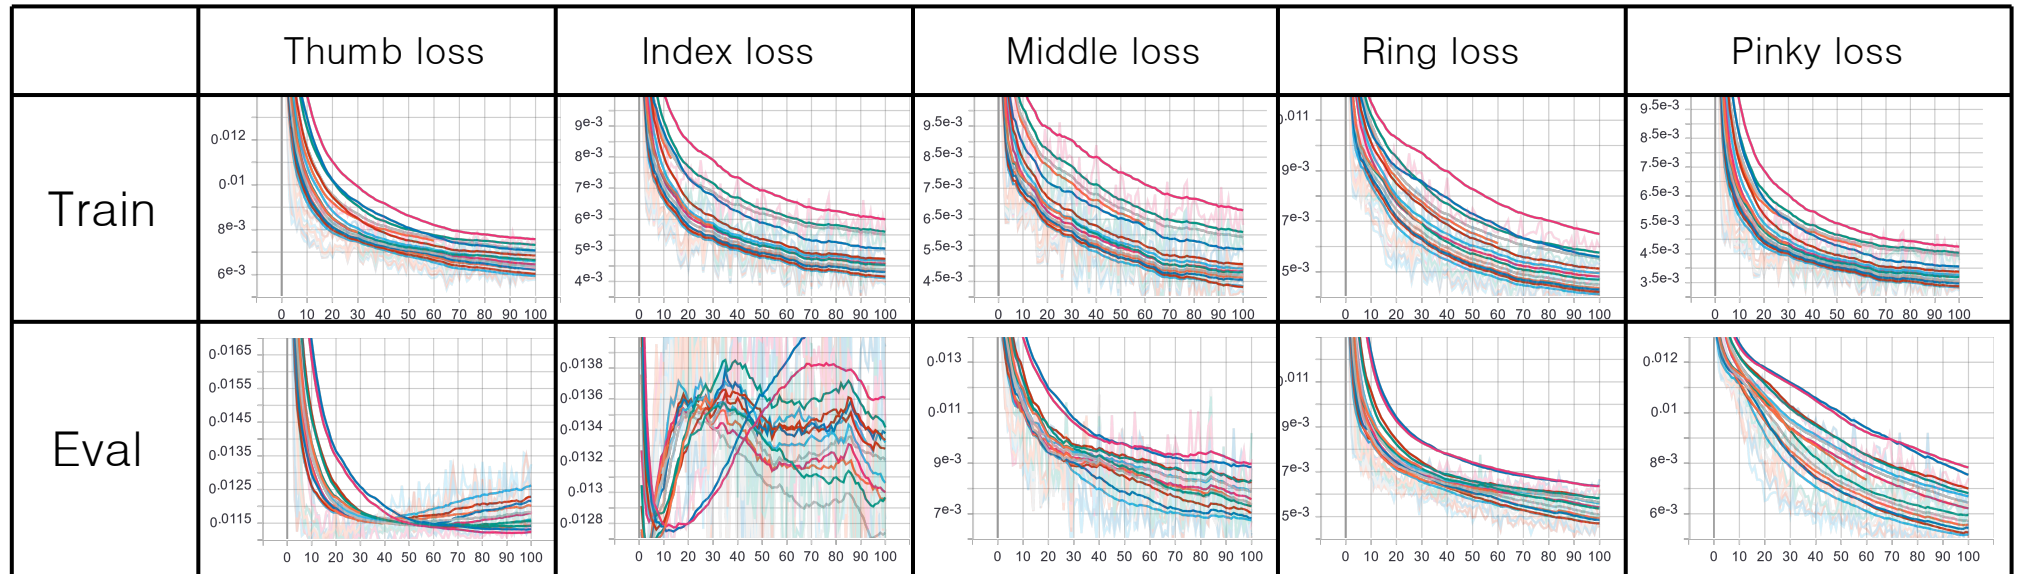 Thumb loss
Index loss
Middle loss
Ring loss
Pinky loss
Train
0.012
0.01
8e-3
6e-3
0 10 20 30 40 50 60 70 80 90 100
9e-3
8e-3
7e-3
6e-3
5e-3
4e-3
0 10 20 30 40 50 60 70 80 90 100
9.5e-3
8.5e-3
7.5e-3
6.5e-3
5.5e-3
4.5e-3
0 10 20 30 40 50 60 70 80 90 100
0.011
9e-3
7e-3
5e-3
0 10 20 30 40 50 60 70 80 90 100
9.5e-3
8.5e-3
7.5e-3
6.5e-3
5.5e-3
4.5e-3
3.5e-3
0 10 20 30 40 50 60 70 80 90 100
Eval
0.0165
0.0155
0.0145
0.0135
0.0125
0.0115
0 10 20 30 40 50 60 70 80 90 100
0.0138
0.0136
0.0134
0.0132
0.013
0.0128
0 10 20 30 40 50 60 70 80 90 100
0.013
0.011
9e-3
7e-3
0 10 20 30 40 50 60 70 80 90 100
0.011
9e-3
7e-3
5e-3
0 10 20 30 40 50 60 70 80 90 100
0.012
0.01
8e-3
6e-3
0 10 20 30 40 50 60 70 80 90 100